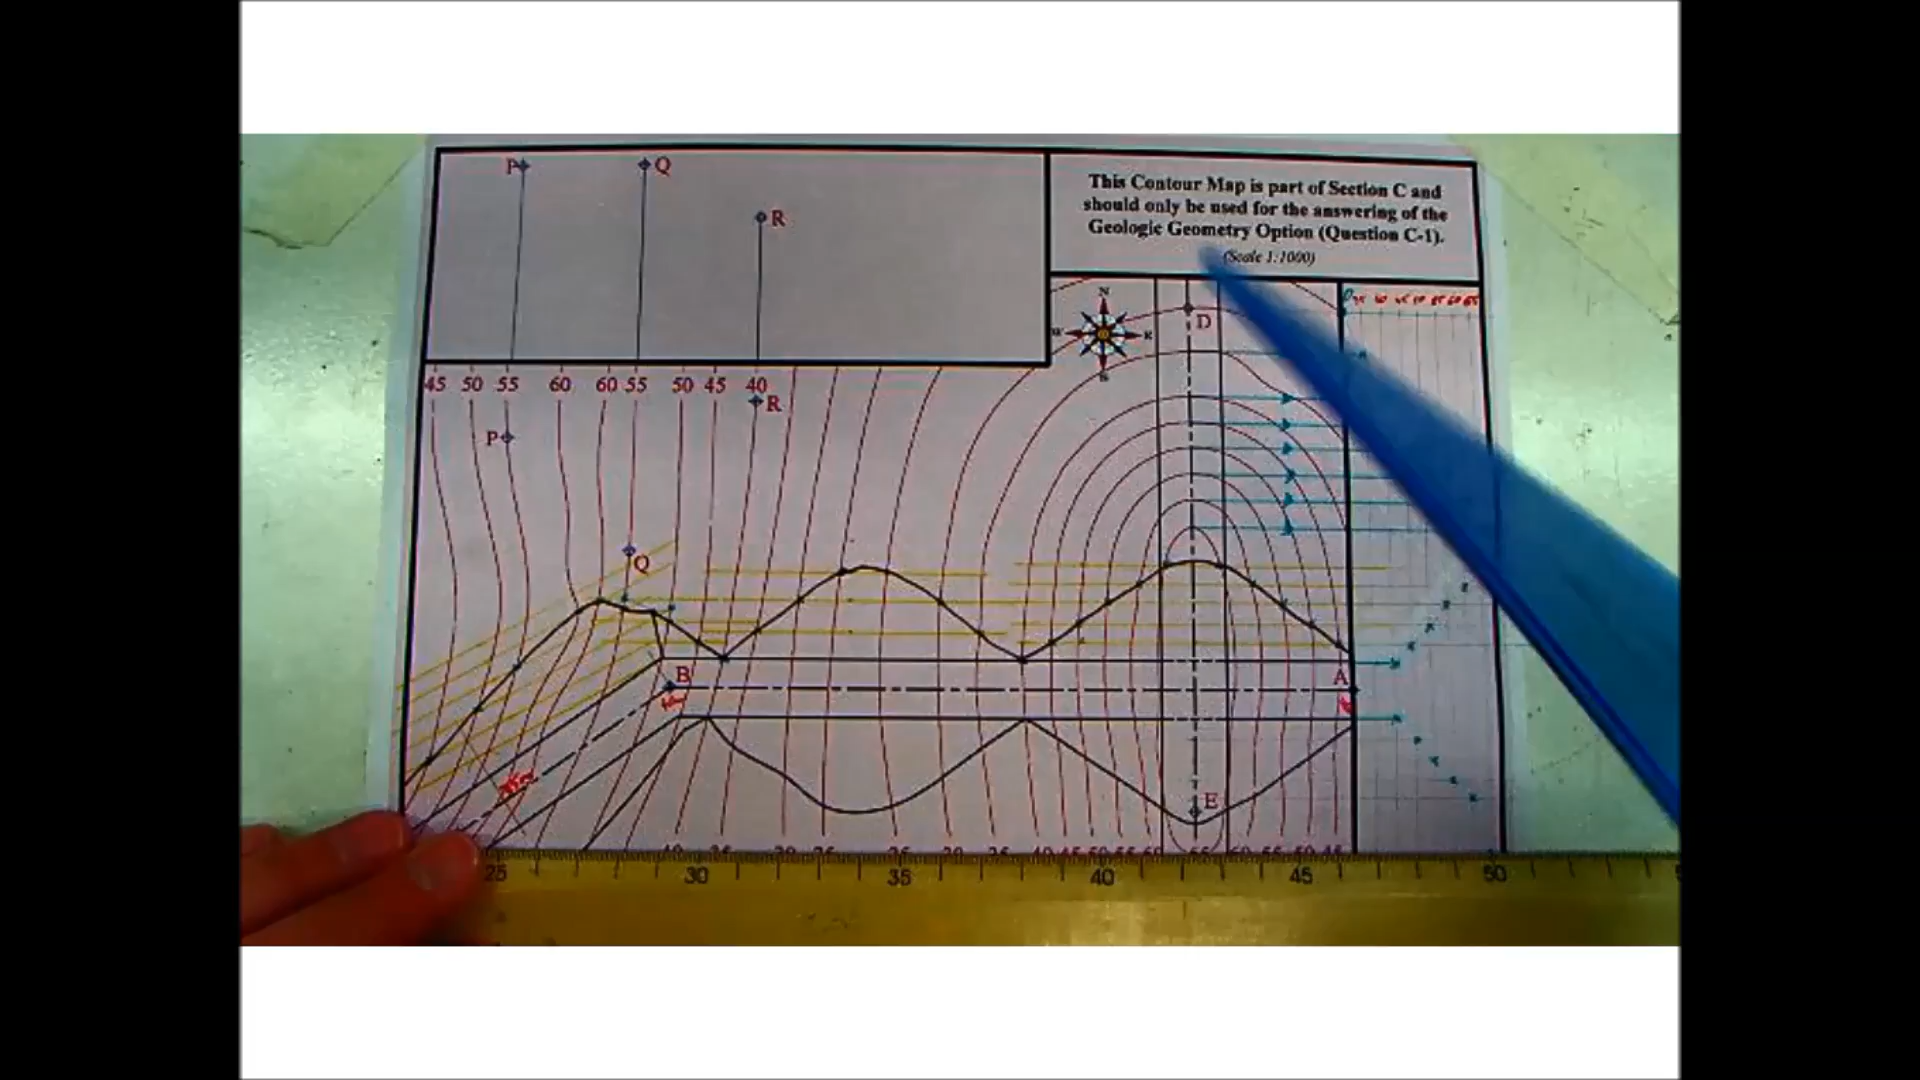 P
Q
R
This Contour Map is part of Section C and
should only be used for the answering of the
Geologic Geometry Option (Question C-1).
(Scale 1:1000)
N
D
S
45 50 55 60 60 55 50 45 40
R
P
Q
B
A
E
25 30 35 40 45 50